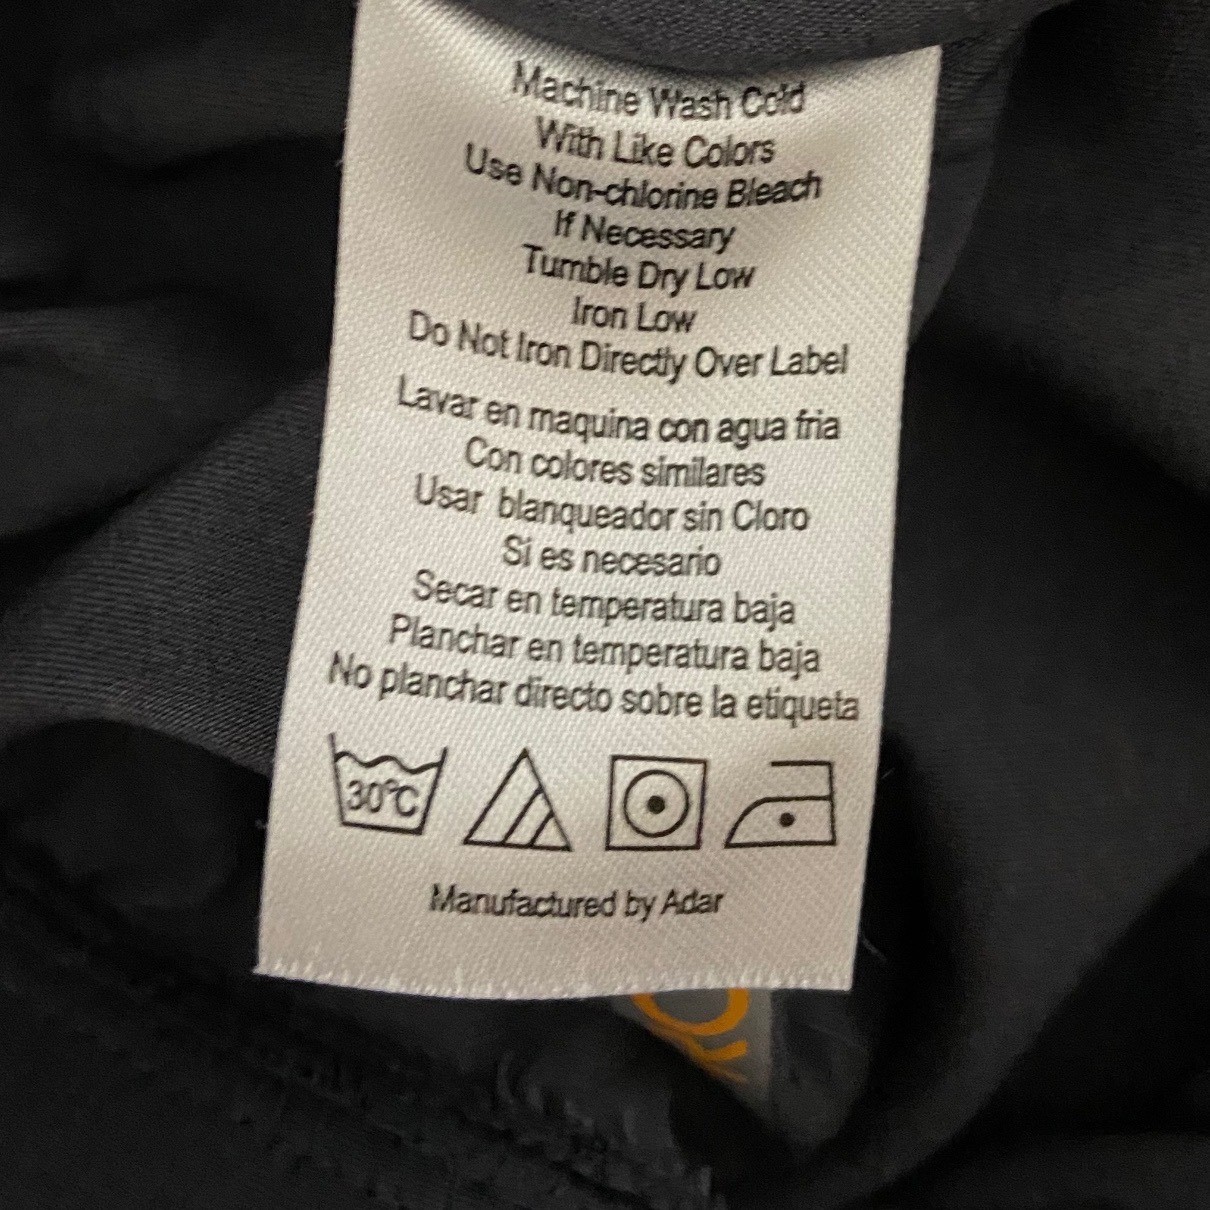 Machine Wash Cold
With Like Colors
Use Non-chlorine Bleach
If Necessary
Tumble Dry Low
Iron Low
Do Not Iron Directly Over Label
Lavar en maquina con agua fria
Con colores similares
Usar blanqueador sin Cloro
Si es necesario
Secar en temperatura baja
Planchar en temperatura baja
No planchar directo sobre la etiqueta
30°C
Manufactured by Adar